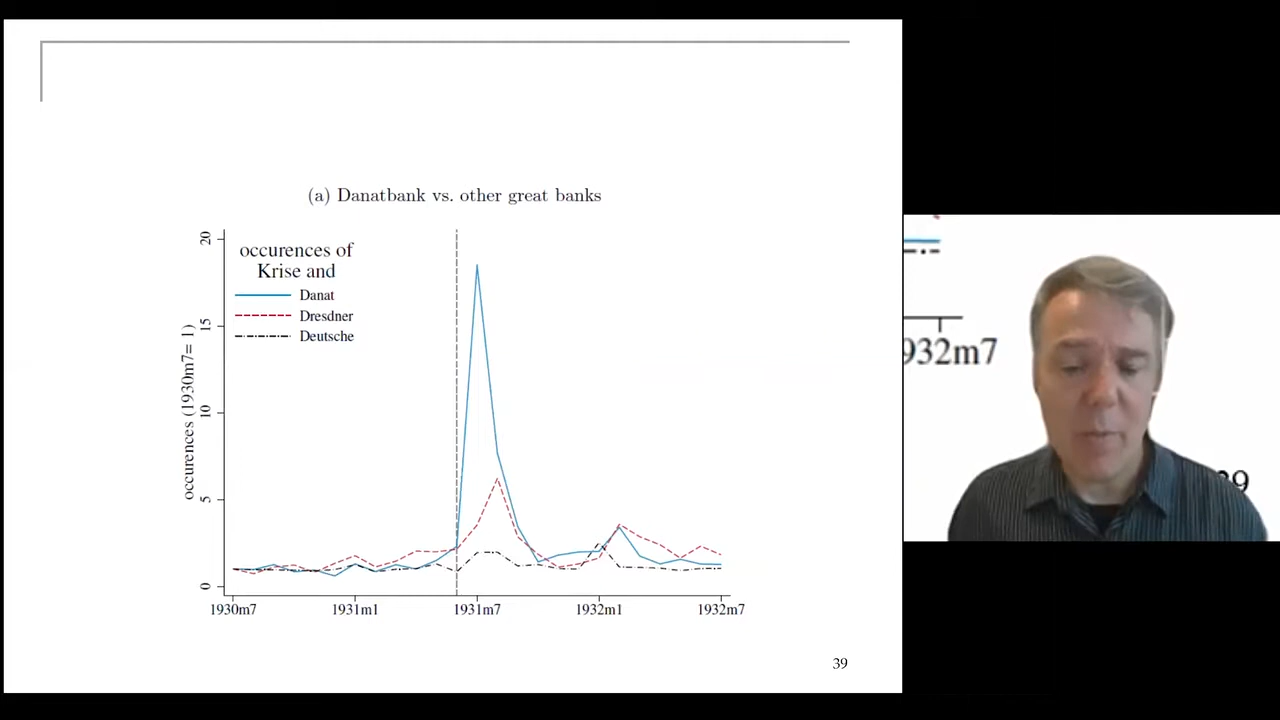 (a) Danatbank vs. other great banks
occurences of
Krise and
Danat
Dresdner
Deutsche
occurences (1930m7= 1)
20
15
10
5
0
1930m7
1931m1
1931m7
1932m1
1932m7
39
932m7
39